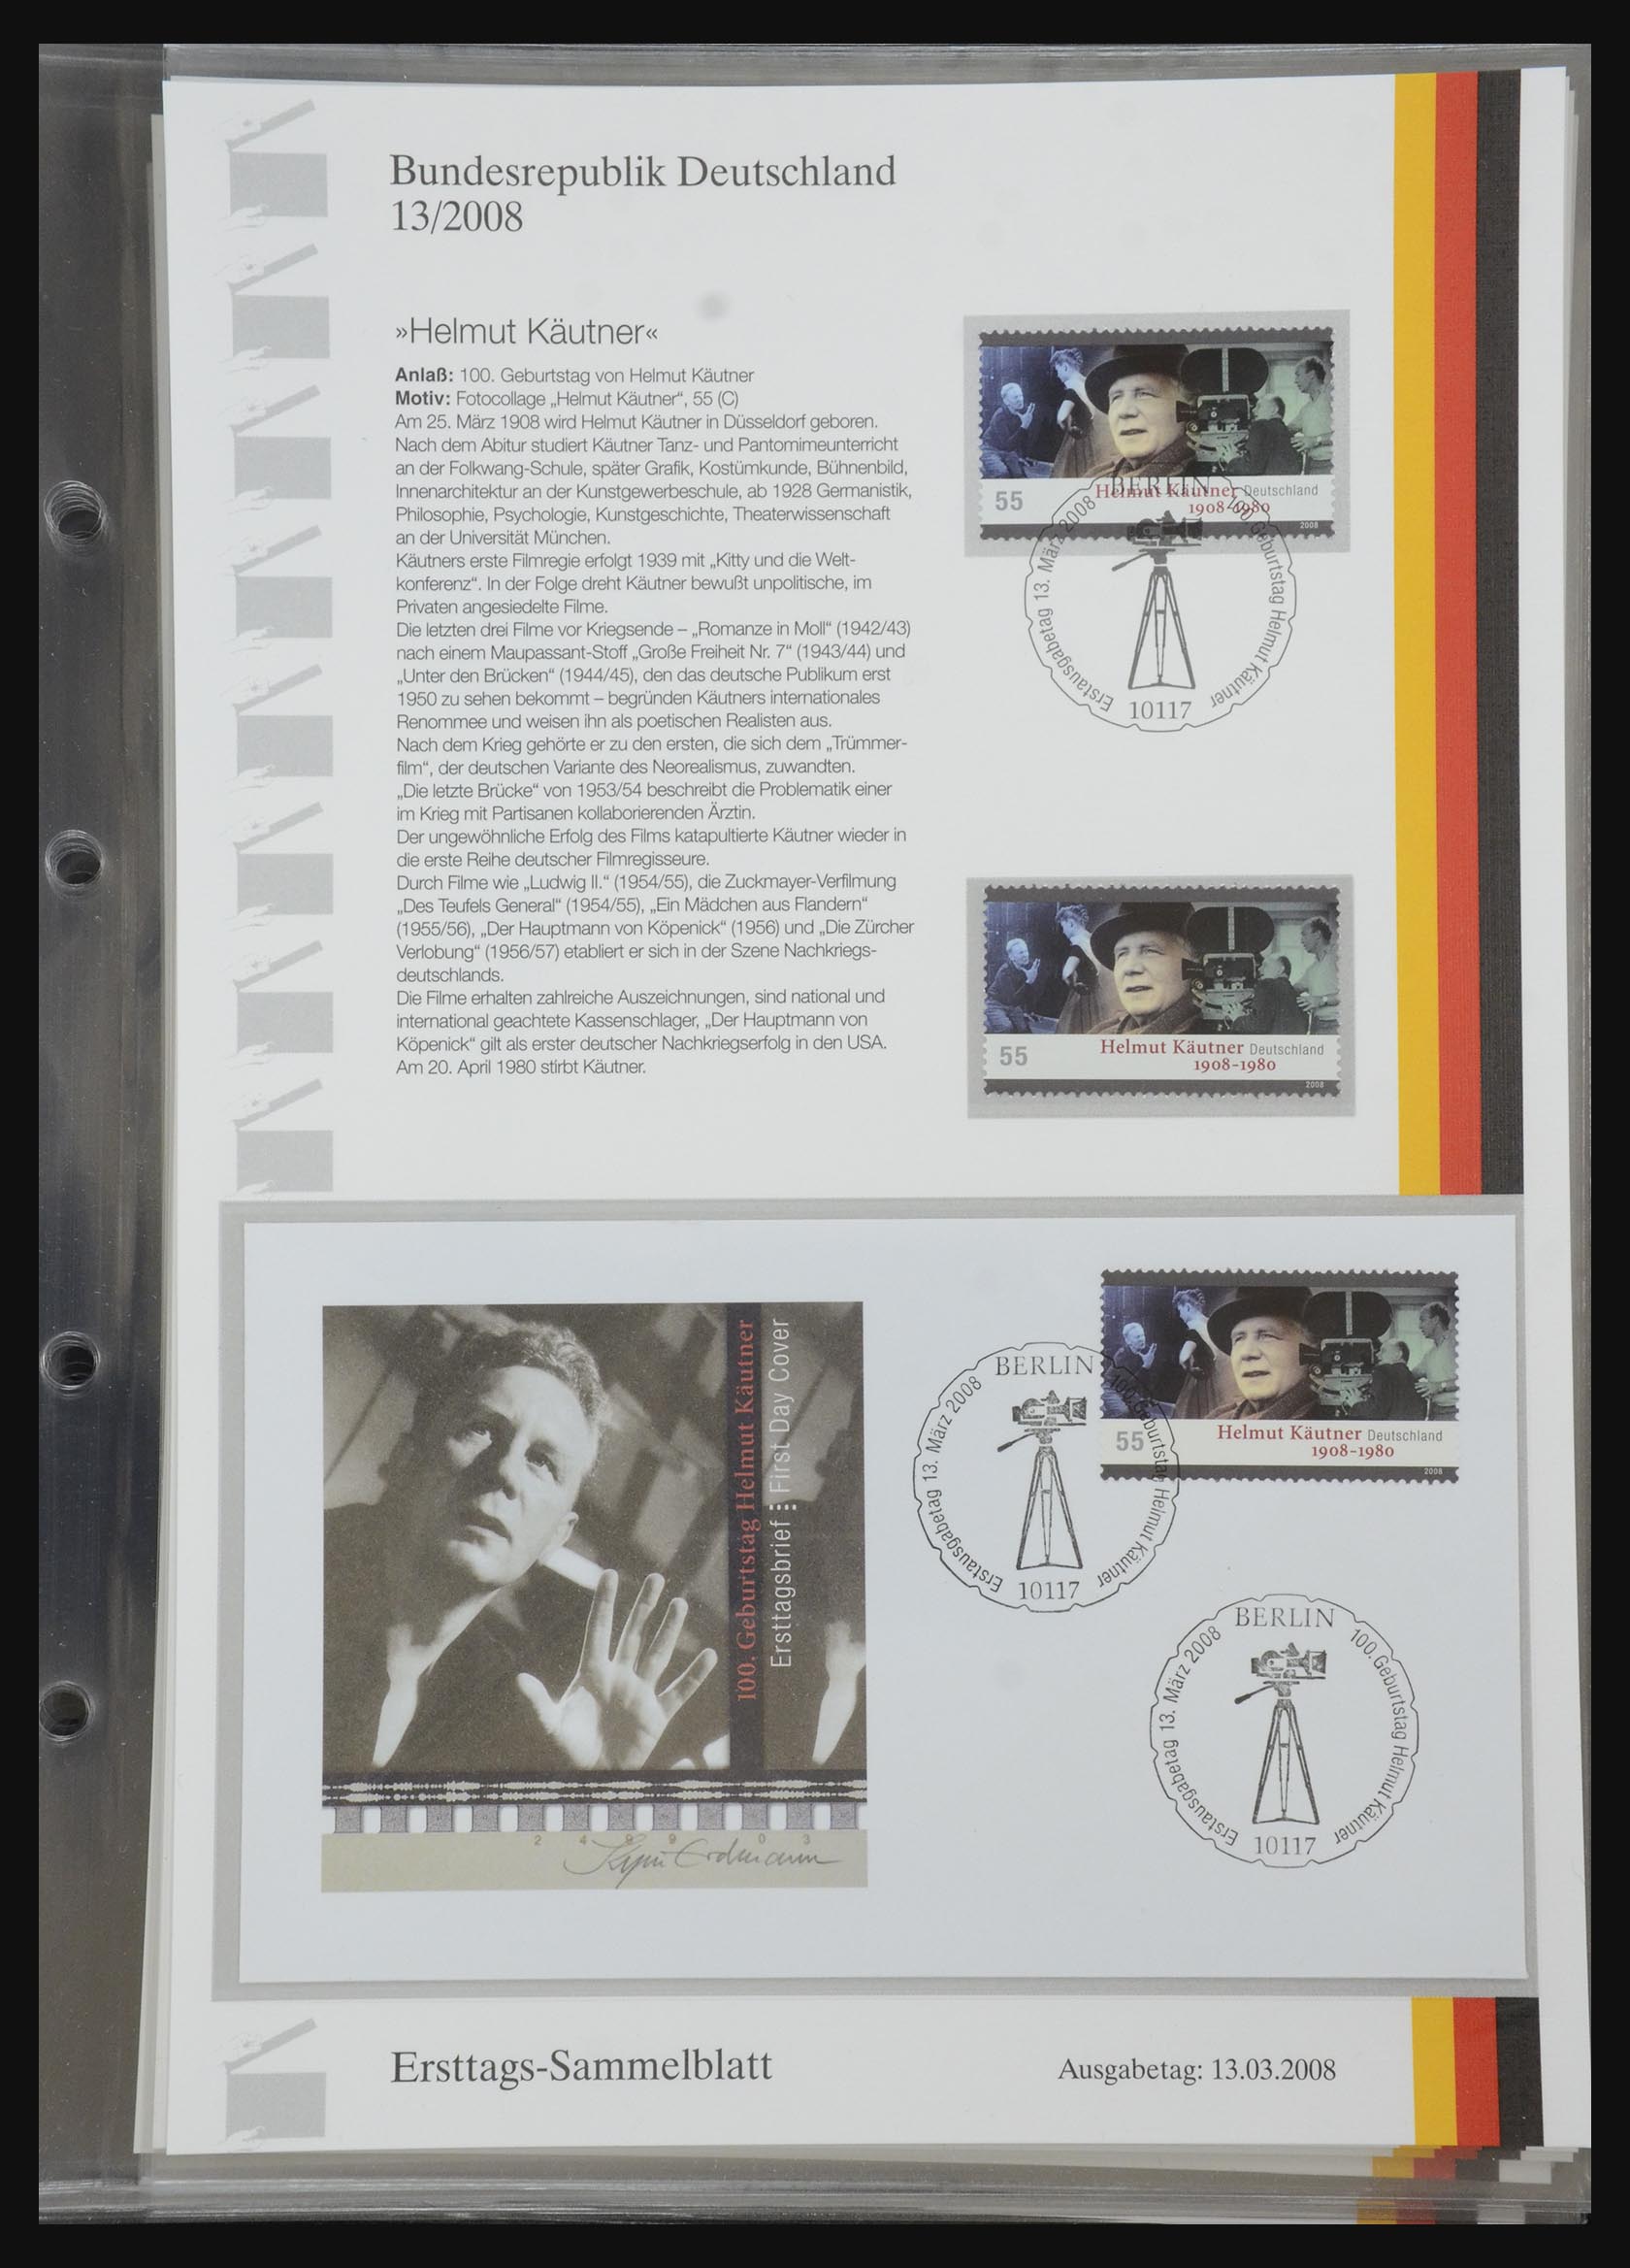 Bundesrepublik Deutschland
13/2008
»Helmut Käutner«
Anlaß: 100. Geburtstag von Helmut Käutner
Motiv: Fotocollage „Helmut Käutner“, 55 (C)
Am 25. März 1908 wird Helmut Käutner in Düsseldorf geboren.
Nach dem Abitur studiert Käutner Tanz- und Pantomimeunterricht
an der Folkwang-Schule, später Grafik, Kostümkunde, Bühnenbild,
Innenarchitektur an der Kunstgewerbeschule, ab 1928 Germanistik,
Philosophie, Psychologie, Kunstgeschichte, Theaterwissenschaft
an der Universität München.
Käutners erste Filmregie erfolgt 1939 mit „Kitty und die Welt-
konferenz“. In der Folge dreht Käutner bewußt unpolitische, im
Privaten angesiedelte Filme.
Die letzten drei Filme vor Kriegsende – „Romanze in Moll“ (1942/43)
nach einem Maupassant-Stoff „Große Freiheit Nr. 7“ (1943/44) und
„Unter den Brücken“ (1944/45), den das deutsche Publikum erst
1950 zu sehen bekommt – begründen Käutners internationales
Renommee und weisen ihn als poetischen Realisten aus.
Nach dem Krieg gehörte er zu den ersten, die sich dem „Trümmer-
film“, der deutschen Variante des Neorealismus, zuwandten.
„Die letzte Brücke“ von 1953/54 beschreibt die Problematik einer
im Krieg mit Partisanen kollaborierenden Ärztin.
Der ungewöhnliche Erfolg des Films katapultierte Käutner wieder in
die erste Reihe deutscher Filmregisseure.
Durch Filme wie „Ludwig II.“ (1954/55), die Zuckmayer-Verfilmung
„Des Teufels General“ (1954/55), „Ein Mädchen aus Flandern“
(1955/56), „Der Hauptmann von Köpenick“ (1956) und „Die Zürcher
Verlobung“ (1956/57) etabliert er sich in der Szene Nachkriegs-
deutschlands.
Die Filme erhalten zahlreiche Auszeichnungen, sind national und
international geachtete Kassenschlager, „Der Hauptmann von
Köpenick“ gilt als erster deutscher Nachkriegserfolg in den USA.
Am 20. April 1980 stirbt Käutner.
55 Helmut Käutner Deutschland
1908-1980
2008
BERLIN
Erstausgabetag 13. März 2008
100. Geburtstag Helmut Käutner
10117
55 Helmut Käutner Deutschland
1908-1980
2008
100. Geburtstag Helmut Käutner
Ersttagsbrief First Day Cover
2 4 9 9 0 3
55 Helmut Käutner Deutschland
1908-1980
2008
BERLIN
Erstausgabetag 13. März 2008
100. Geburtstag Helmut Käutner
10117
BERLIN
Erstausgabetag 13. März 2008
100. Geburtstag Helmut Käutner
10117
Ersttags-Sammelblatt
Ausgabetag: 13.03.2008